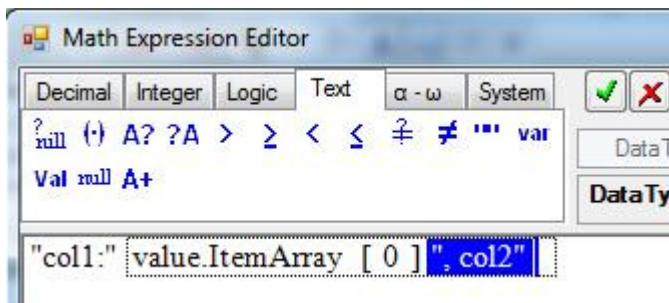 Math Expression Editor
Decimal Integer Logic Text α - ω System
?null (·) A? ?A > ≥ < ≤ ≟ ≠ "" var
DataT
Val null A+
DataTy
"col1:" value.ItemArray [ 0 ] ", col2"